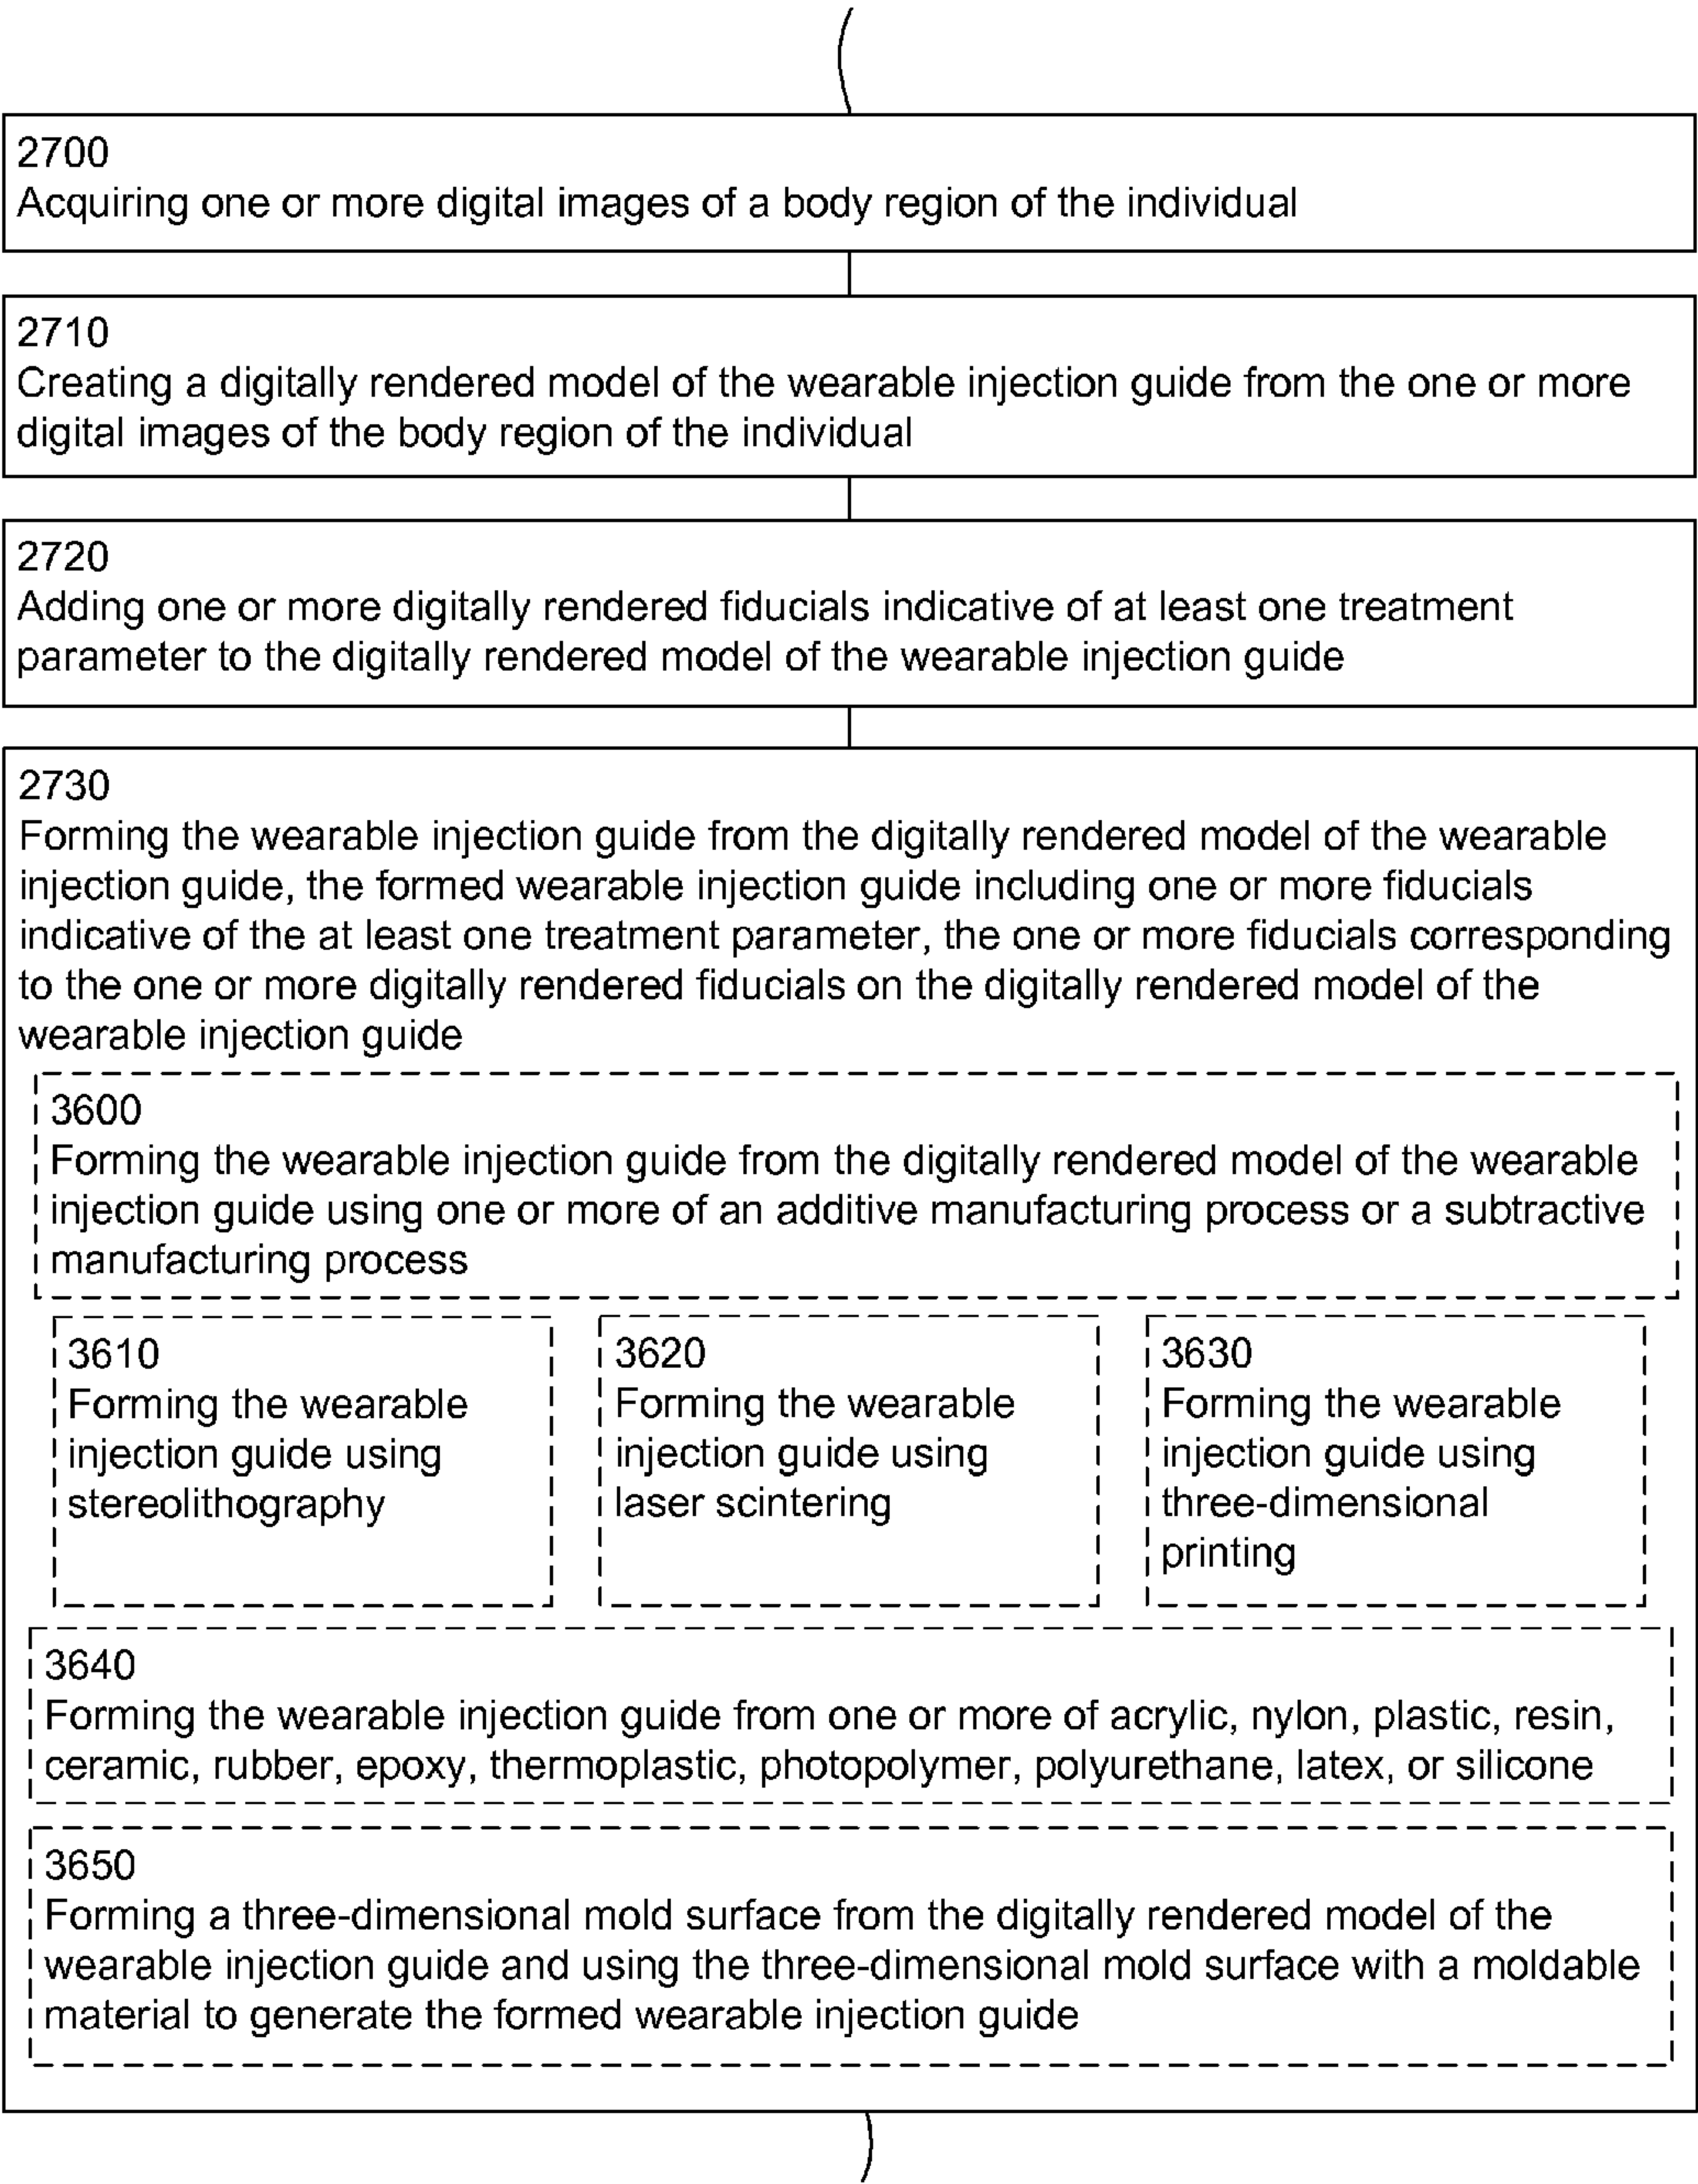 2700
Acquiring one or more digital images of a body region of the individual
2710
Creating a digitally rendered model of the wearable injection guide from the one or more
digital images of the body region of the individual
2720
Adding one or more digitally rendered fiducials indicative of at least one treatment
parameter to the digitally rendered model of the wearable injection guide
2730
Forming the wearable injection guide from the digitally rendered model of the wearable
injection guide, the formed wearable injection guide including one or more fiducials
indicative of the at least one treatment parameter, the one or more fiducials corresponding
to the one or more digitally rendered fiducials on the digitally rendered model of the
wearable injection guide
3600
Forming the wearable injection guide from the digitally rendered model of the wearable
injection guide using one or more of an additive manufacturing process or a subtractive
manufacturing process
3610
Forming the wearable
injection guide using
stereolithography
3620
Forming the wearable
injection guide using
laser scintering
3630
Forming the wearable
injection guide using
three-dimensional
printing
3640
Forming the wearable injection guide from one or more of acrylic, nylon, plastic, resin,
ceramic, rubber, epoxy, thermoplastic, photopolymer, polyurethane, latex, or silicone
3650
Forming a three-dimensional mold surface from the digitally rendered model of the
wearable injection guide and using the three-dimensional mold surface with a moldable
material to generate the formed wearable injection guide